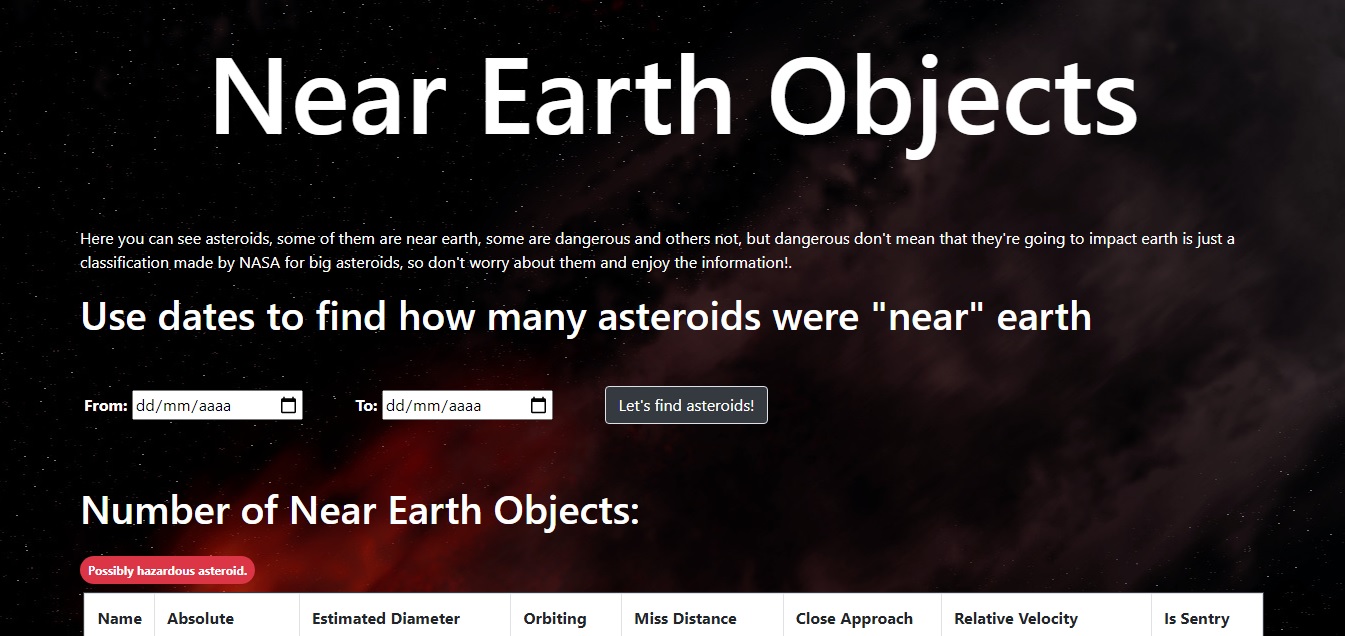 Near Earth Objects
Here you can see asteroids, some of them are near earth, some are dangerous and others not, but dangerous don't mean that they're going to impact earth is just a
classification made by NASA for big asteroids, so don't worry about them and enjoy the information!.
Use dates to find how many asteroids were "near" earth
From: dd/mm/aaaa To: dd/mm/aaaa Let's find asteroids!
Number of Near Earth Objects:
Possibly hazardous asteroid.
Name Absolute Estimated Diameter Orbiting Miss Distance Close Approach Relative Velocity Is Sentry